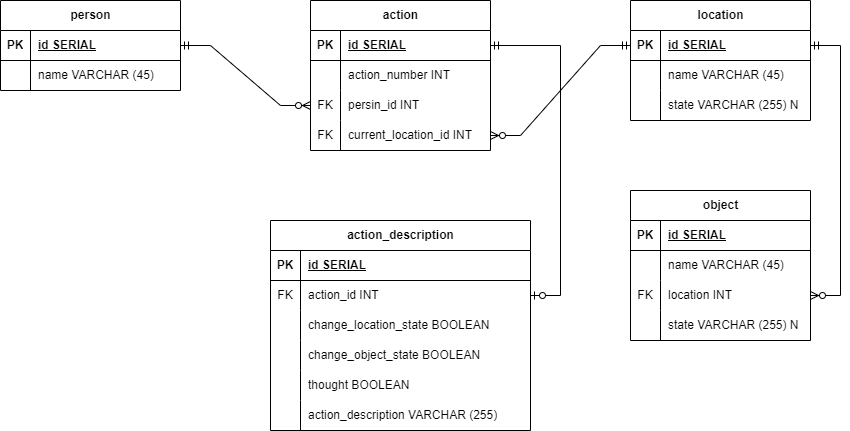 person
PK id SERIAL
name VARCHAR (45)
action
PK id SERIAL
action_number INT
FK persin_id INT
FK current_location_id INT
location
PK id SERIAL
name VARCHAR (45)
state VARCHAR (255) N
action_description
PK id SERIAL
FK action_id INT
change_location_state BOOLEAN
change_object_state BOOLEAN
thought BOOLEAN
action_description VARCHAR (255)
object
PK id SERIAL
name VARCHAR (45)
FK location INT
state VARCHAR (255) N